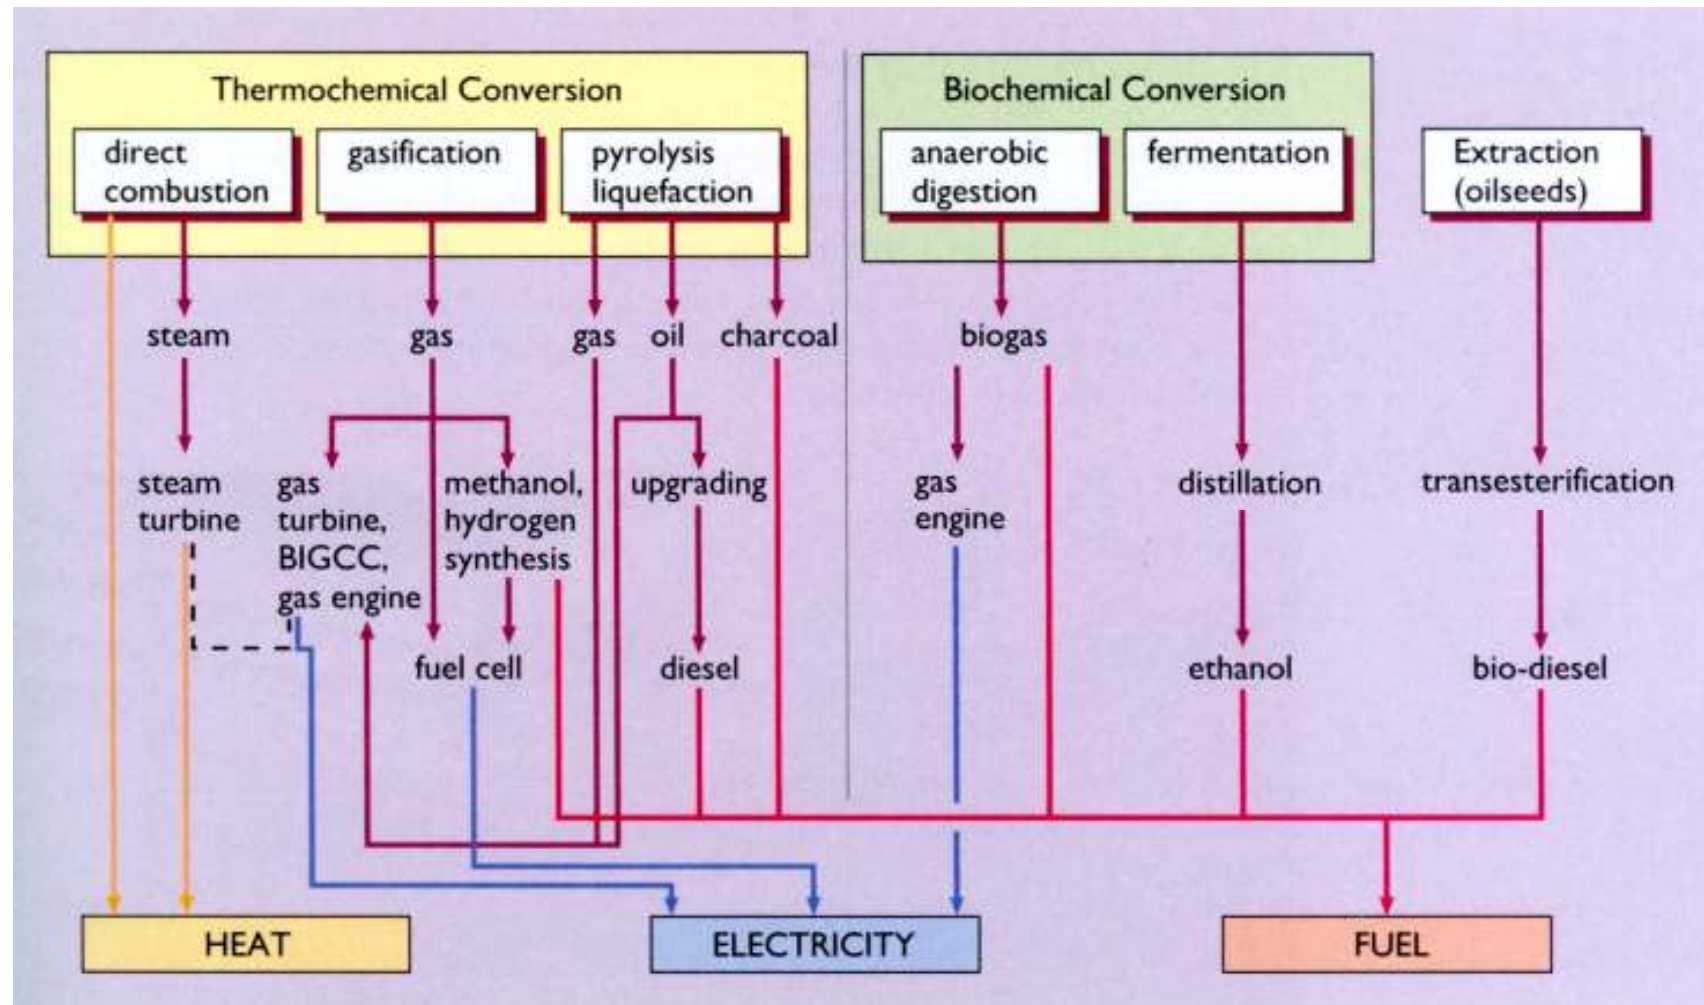 Thermochemical Conversion
Biochemical Conversion
direct
combustion
gasification
pyrolysis
liquefaction
anaerobic
digestion
fermentation
Extraction
(oilseeds)
steam
gas
gas
oil
charcoal
biogas
steam
turbine
gas
turbine,
BIGCC,
gas engine
methanol,
hydrogen
synthesis
upgrading
gas
engine
distillation
transesterification
fuel cell
diesel
ethanol
bio-diesel
HEAT
ELECTRICITY
FUEL